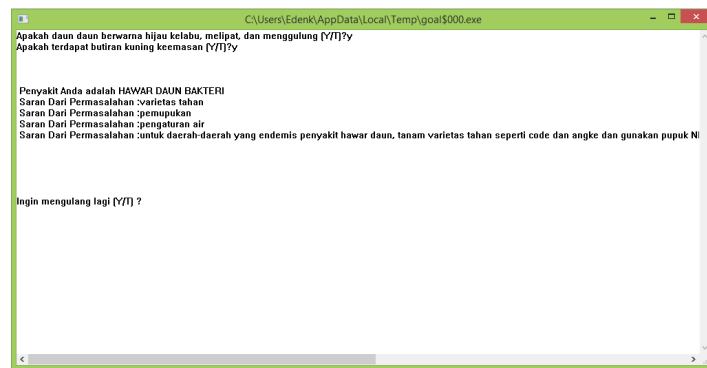 C:\Users\Edenk\AppData\Local\Temp\goal$000.exe
Apakah daun daun berwarna hijau kelabu, melipat, dan menggulung (Y/T)?y
Apakah terdapat butiran kuning keemasan (Y/T)?y
Penyakit Anda adalah HAWAR DAUN BAKTERI
Saran Dari Permasalahan :varietas tahan
Saran Dari Permasalahan :pemupukan
Saran Dari Permasalahan :pengaturan air
Saran Dari Permasalahan :untuk daerah-daerah yang endemis penyakit hawar daun, tanam varietas tahan seperti code dan angke dan gunakan pupuk
Ingin mengulang lagi (Y/T) ?